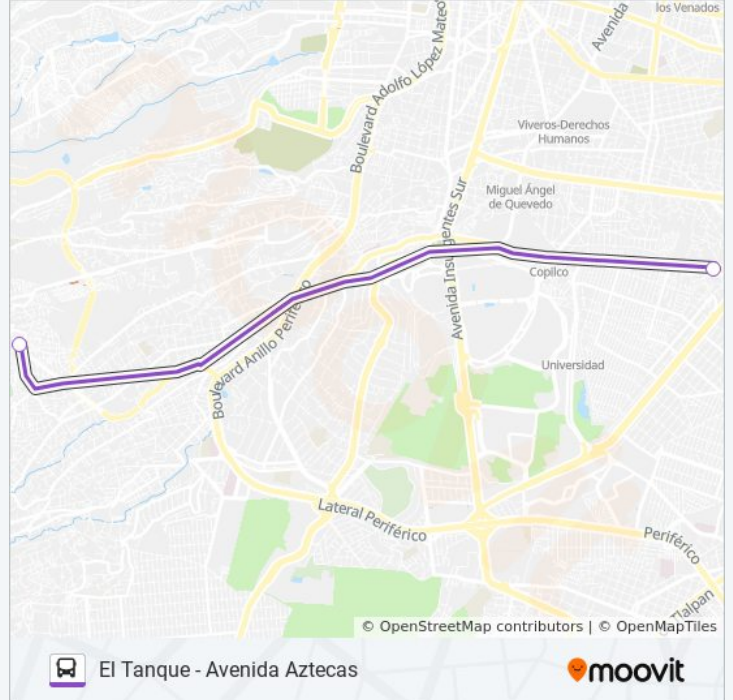 los Venados
Avenida
Boulevard Adolfo López Mateo
Viveros-Derechos
Humanos
Miguel Ángel
de Quevedo
Avenida Insurgentes Sur
Copilco
Boulevard Anillo Periférico
Universidad
Lateral Periférico
Periférico
Tlalpan
© OpenStreetMap contributors | © OpenMapTiles
El Tanque - Avenida Aztecas
moovit